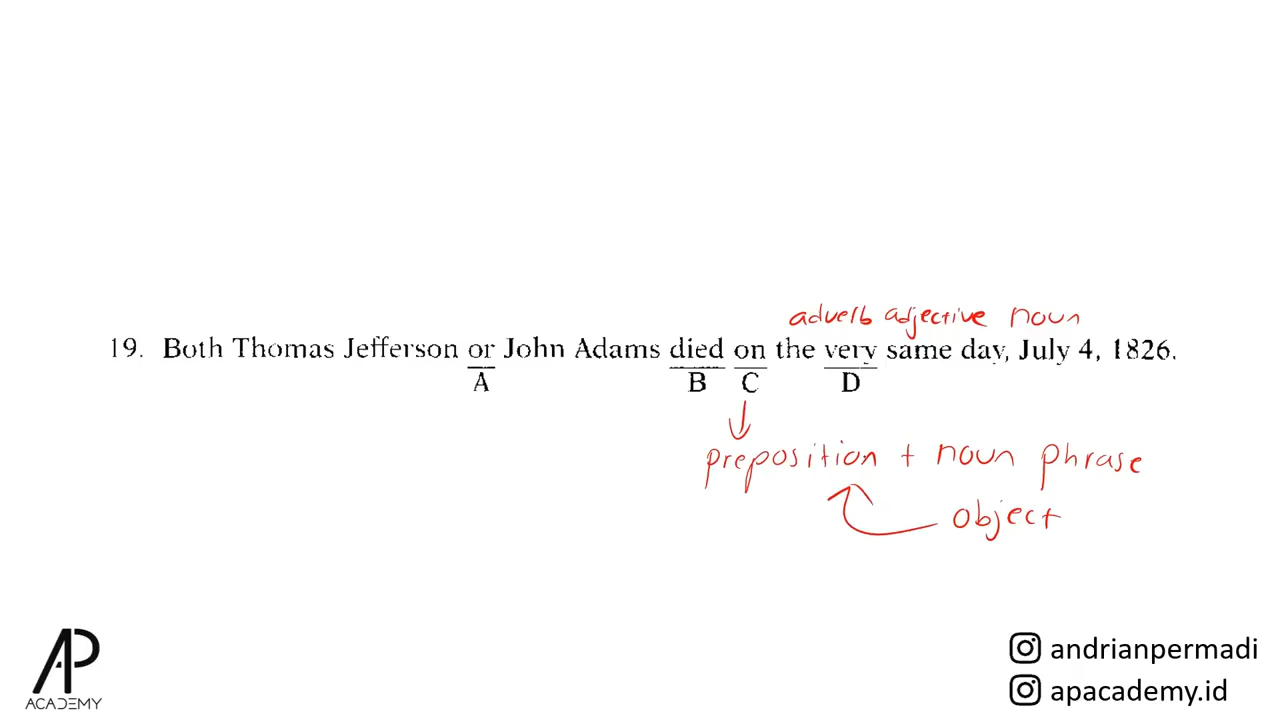 adverb adjective noun
19. Both Thomas Jefferson or John Adams died on the very same day, July 4, 1826.
A B C D
preposition + noun phrase
object
AP
ACADEMY
andrianpermadi
apacademy.id